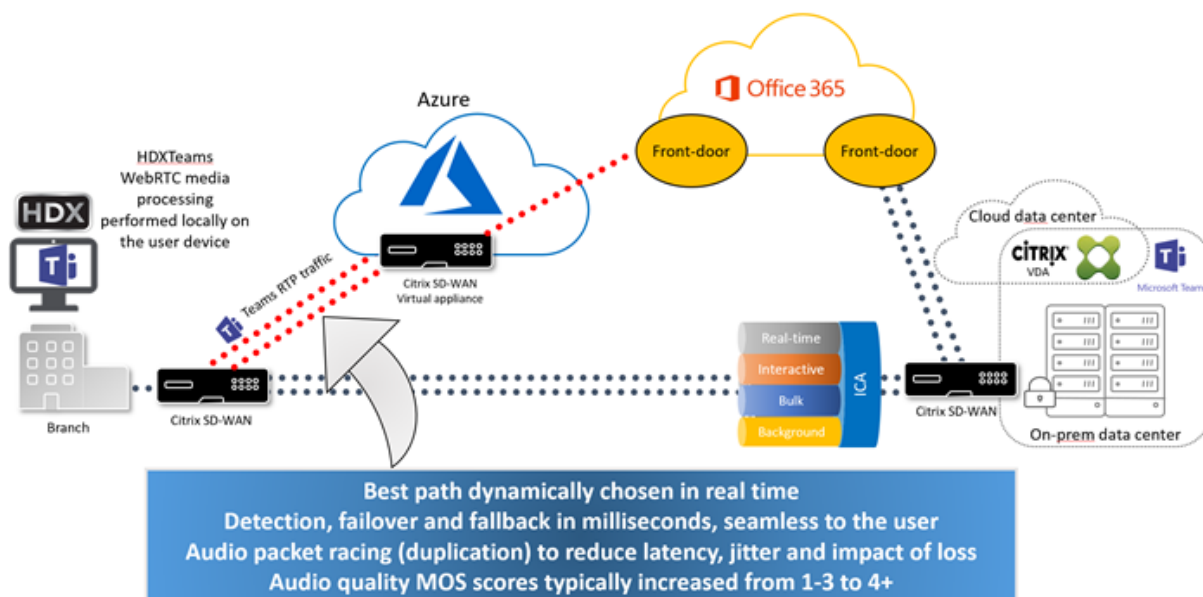 Azure
Office 365
Front-door
Front-door
HDXTeams
WebRTC media
processing
performed locally on
the user device
HDX
T
Teams RTP traffic
Citrix SD-WAN
Virtual appliance
Cloud data center
CİTRIX
VDA
Microsoft Team
Real-time
Interactive
Bulk
Background
ICA
Citrix SD-WAN
Citrix SD-WAN
Branch
On-prem data center
Best path dynamically chosen in real time
Detection, failover and fallback in milliseconds, seamless to the user
Audio packet racing (duplication) to reduce latency, jitter and impact of loss
Audio quality MOS scores typically increased from 1-3 to 4+